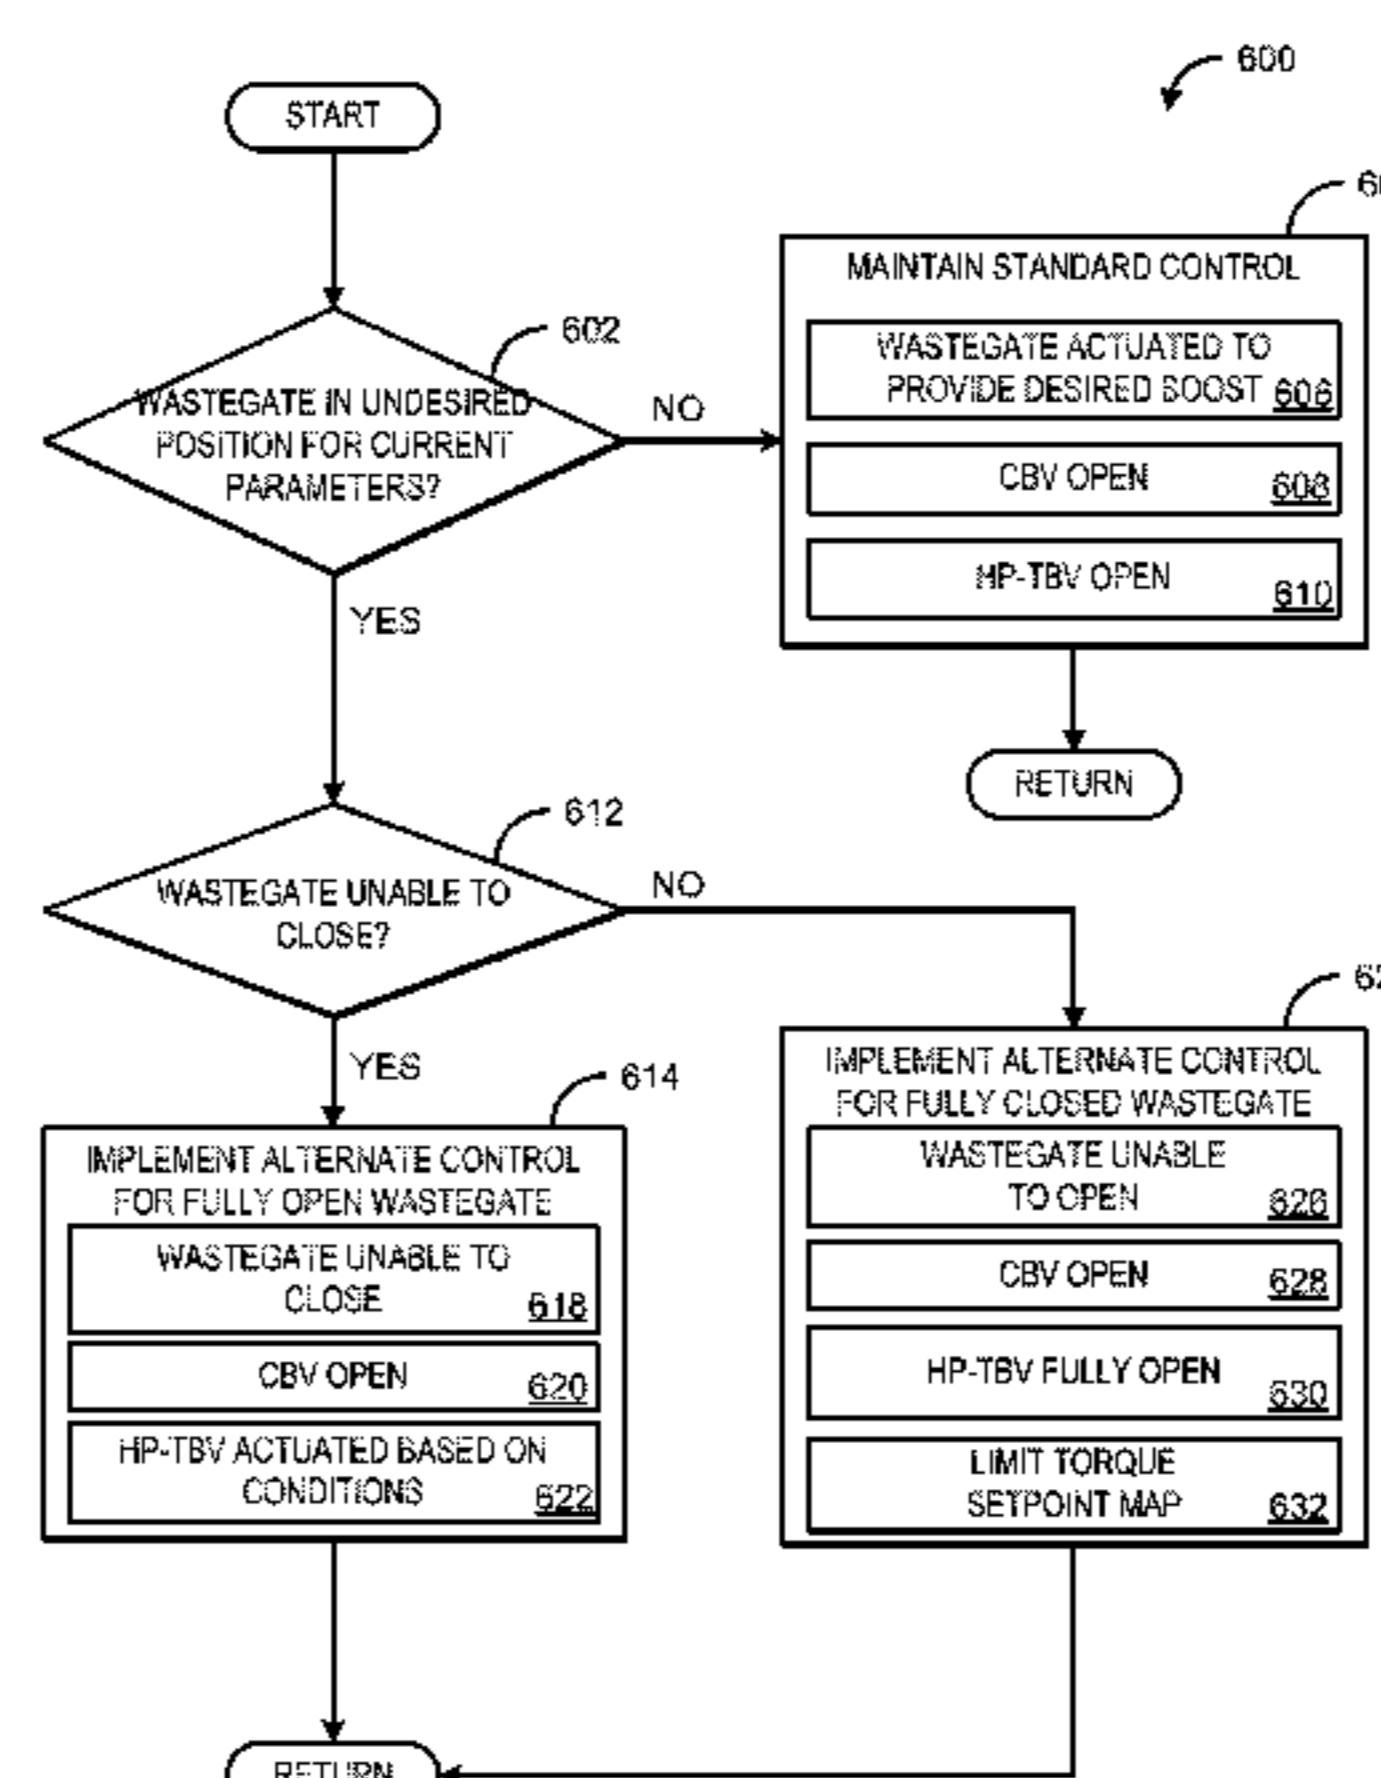 600
START
MAINTAIN STANDARD CONTROL
WASTEGATE ACTUATED TO
PROVIDE DESIRED BOOST 606
CBV OPEN 608
HP-TBV OPEN 610
RETURN
602
WASTEGATE IN UNDESIRED
POSITION FOR CURRENT
PARAMETERS?
NO
YES
612
WASTEGATE UNABLE TO
CLOSE?
NO
YES
614
IMPLEMENT ALTERNATE CONTROL
FOR FULLY OPEN WASTEGATE
WASTEGATE UNABLE TO
CLOSE 618
CBV OPEN 620
HP-TBV ACTUATED BASED ON
CONDITIONS 622
IMPLEMENT ALTERNATE CONTROL
FOR FULLY CLOSED WASTEGATE
WASTEGATE UNABLE
TO OPEN 626
CBV OPEN 628
HP-TBV FULLY OPEN 630
LIMIT TORQUE
SETPOINT MAP 632
RETURN